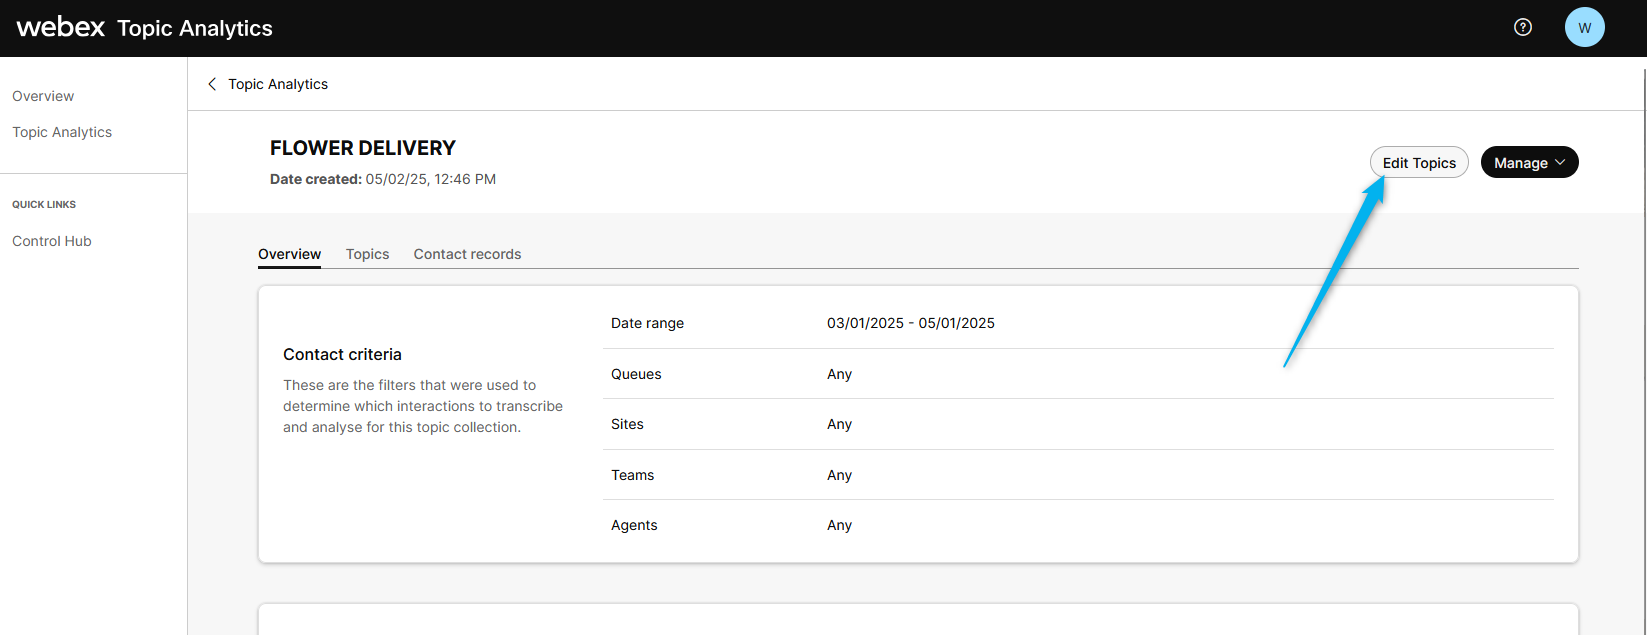 webex Topic Analytics
W
Overview
Topic Analytics
QUICK LINKS
Control Hub
Topic Analytics
FLOWER DELIVERY
Date created: 05/02/25, 12:46 PM
Edit Topics
Manage
Overview Topics Contact records
Contact criteria
These are the filters that were used to
determine which interactions to transcribe
and analyse for this topic collection.
Date range 03/01/2025 - 05/01/2025
Queues Any
Sites Any
Teams Any
Agents Any